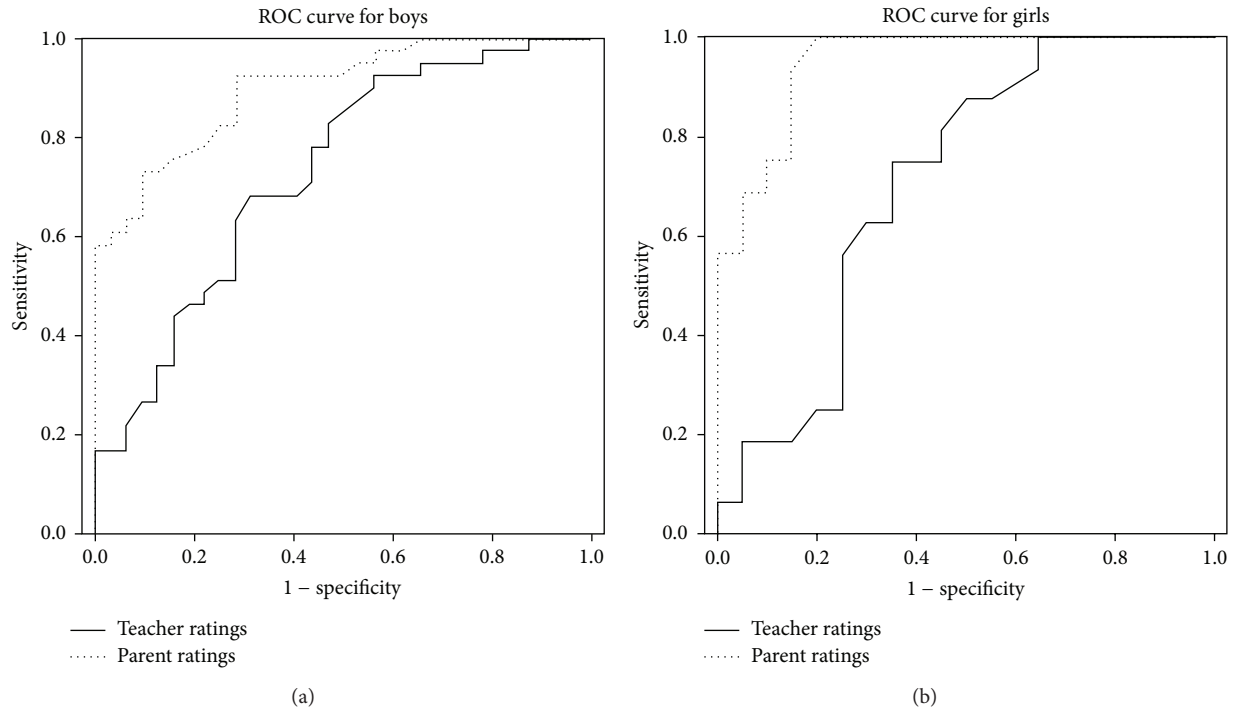 ROC curve for boys
1.0
0.8
0.6
0.4
0.2
0.0
Sensitivity
0.0 0.2 0.4 0.6 0.8 1.0
1 − specificity
Teacher ratings
Parent ratings
(a)
ROC curve for girls
1.0
0.8
0.6
0.4
0.2
0.0
Sensitivity
0.0 0.2 0.4 0.6 0.8 1.0
1 − specificity
Teacher ratings
Parent ratings
(b)